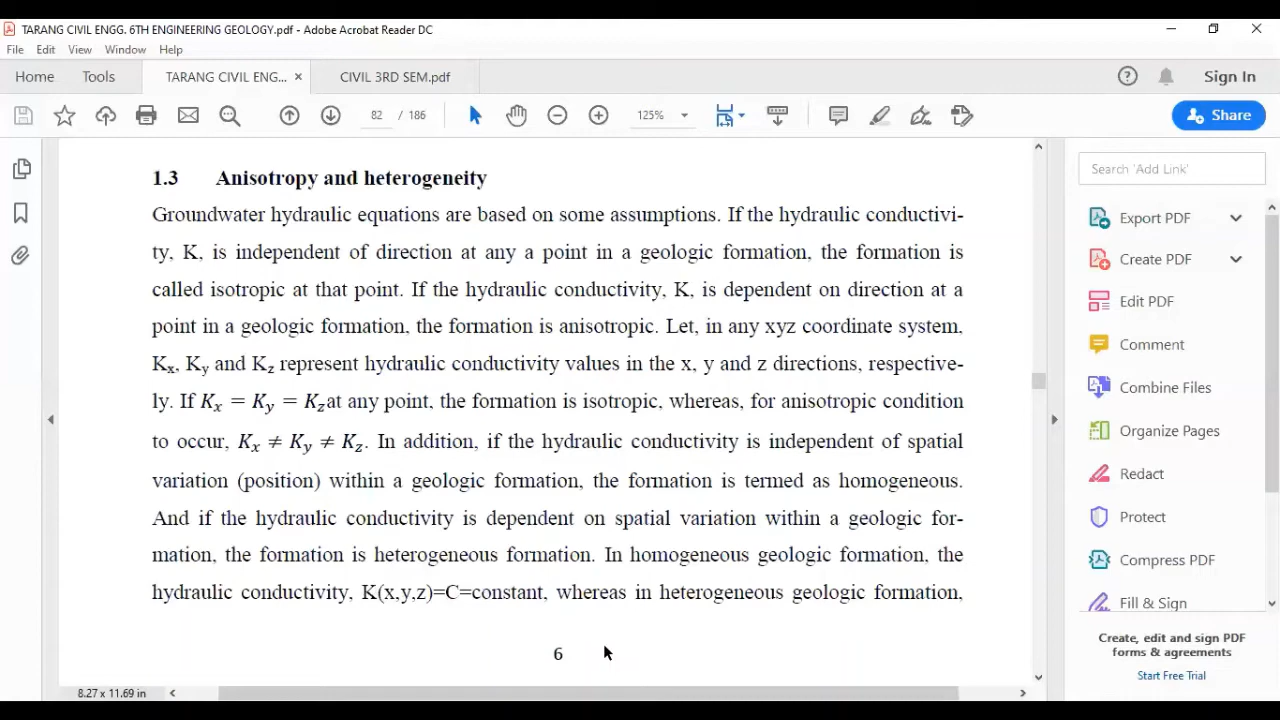 TARANG CIVIL ENGG. 6TH ENGINEERING GEOLOGY.pdf - Adobe Acrobat Reader DC
File Edit View Window Help
Home Tools TARANG CIVIL ENG... × CIVIL 3RD SEM.pdf Sign In
82 / 186 125% Share
1.3 Anisotropy and heterogeneity
Groundwater hydraulic equations are based on some assumptions. If the hydraulic conductivi-
ty, K, is independent of direction at any a point in a geologic formation, the formation is
called isotropic at that point. If the hydraulic conductivity, K, is dependent on direction at a
point in a geologic formation, the formation is anisotropic. Let, in any xyz coordinate system,
Kx, Ky and Kz represent hydraulic conductivity values in the x, y and z directions, respective-
ly. If Kx = Ky = Kz at any point, the formation is isotropic, whereas, for anisotropic condition
to occur, Kx ≠ Ky ≠ Kz. In addition, if the hydraulic conductivity is independent of spatial
variation (position) within a geologic formation, the formation is termed as homogeneous.
And if the hydraulic conductivity is dependent on spatial variation within a geologic for-
mation, the formation is heterogeneous formation. In homogeneous geologic formation, the
hydraulic conductivity, K(x,y,z)=C=constant, whereas in heterogeneous geologic formation,
6
8.27 x 11.69 in
Search 'Add Link'
Export PDF
Create PDF
Edit PDF
Comment
Combine Files
Organize Pages
Redact
Protect
Compress PDF
Fill & Sign
Create, edit and sign PDF
forms & agreements
Start Free Trial